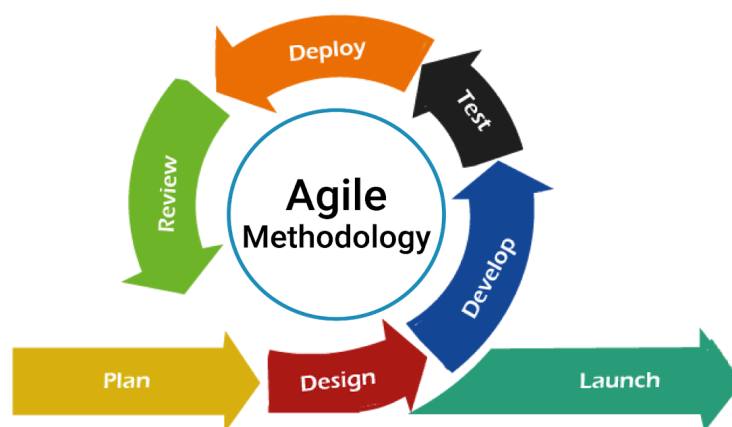 Deploy
Test
Review
Agile
Methodology
Develop
Plan
Design
Launch